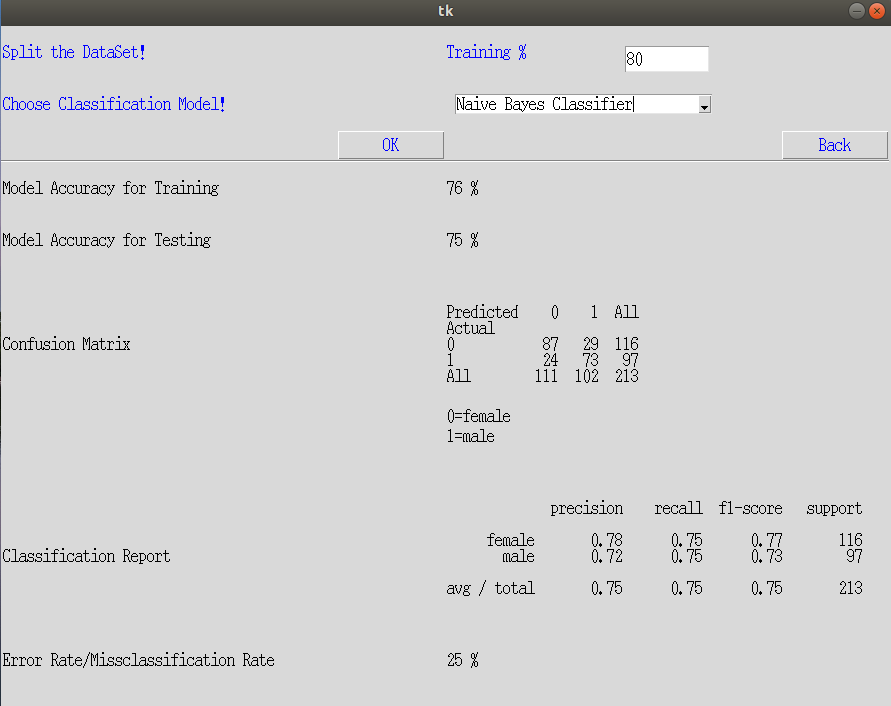 tk
Split the DataSet! Training % 80
Choose Classification Model! Naive Bayes Classifier
OK Back
Model Accuracy for Training 76 %
Model Accuracy for Testing 75 %
Predicted 0 1 All
Actual
Confusion Matrix 0 87 29 116
1 24 73 97
All 111 102 213
0=female
1=male
precision recall f1-score support
female 0.78 0.75 0.77 116
Classification Report male 0.72 0.75 0.73 97
avg / total 0.75 0.75 0.75 213
Error Rate/Missclassification Rate 25 %